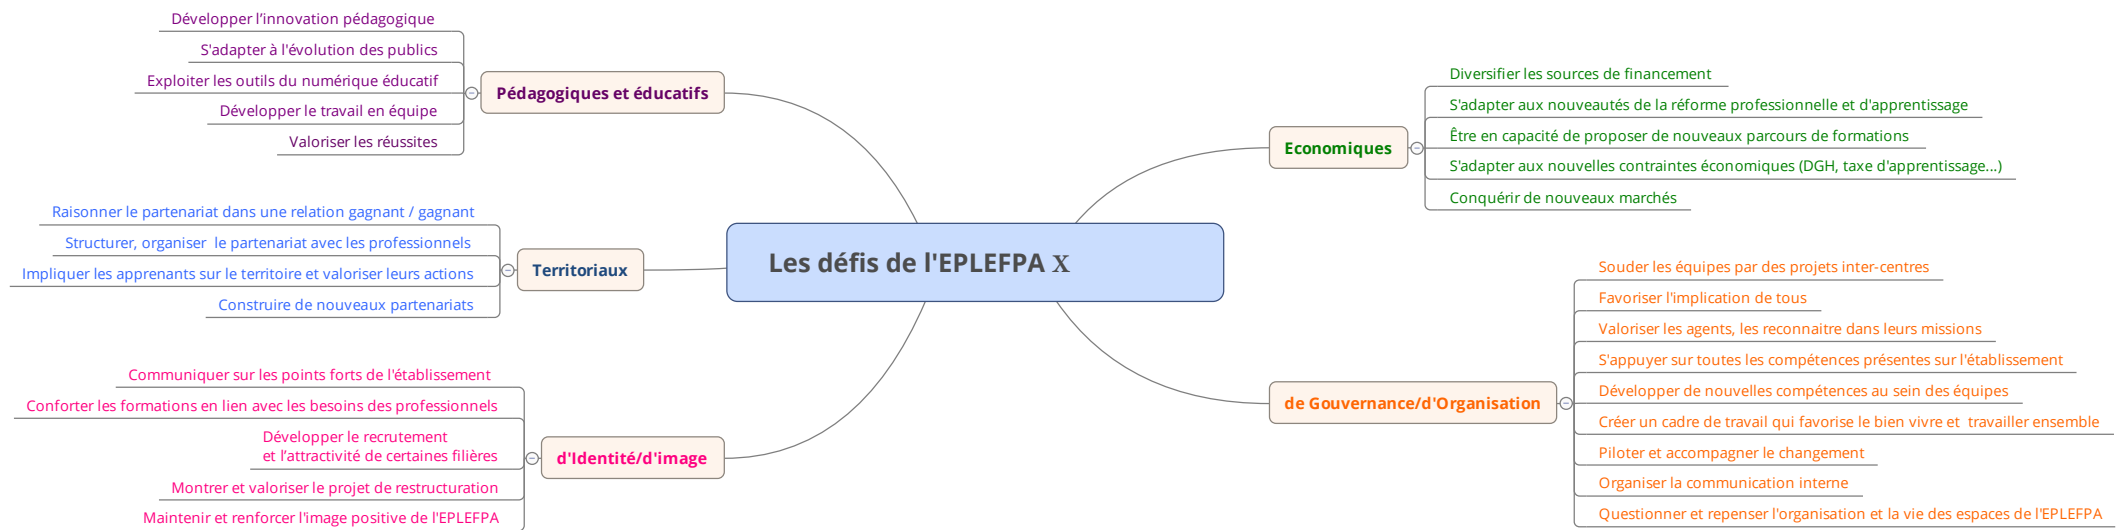 Les défis de l'EPLEFPA X
Pédagogiques et éducatifs
Développer l’innovation pédagogique
S'adapter à l'évolution des publics
Exploiter les outils du numérique éducatif
Développer le travail en équipe
Valoriser les réussites
Territoriaux
Raisonner le partenariat dans une relation gagnant / gagnant
Structurer, organiser  le partenariat avec les professionnels
Impliquer les apprenants sur le territoire et valoriser leurs actions
Construire de nouveaux partenariats
d'Identité/d'image
Communiquer sur les points forts de l'établissement
Conforter les formations en lien avec les besoins des professionnels
Développer le recrutement
et l’attractivité de certaines filières
Montrer et valoriser le projet de restructuration
Maintenir et renforcer l'image positive de l'EPLEFPA
Economiques
Diversifier les sources de financement
S'adapter aux nouveautés de la réforme professionnelle et d'apprentissage
Être en capacité de proposer de nouveaux parcours de formations
S'adapter aux nouvelles contraintes économiques (DGH, taxe d'apprentissage...)
Conquérir de nouveaux marchés
de Gouvernance/d'Organisation
Souder les équipes par des projets inter-centres
Favoriser l'implication de tous
Valoriser les agents, les reconnaitre dans leurs missions
S'appuyer sur toutes les compétences présentes sur l'établissement
Développer de nouvelles compétences au sein des équipes
Créer un cadre de travail qui favorise le bien vivre et  travailler ensemble
Piloter et accompagner le changement
Organiser la communication interne
Questionner et repenser l'organisation et la vie des espaces de l'EPLEFPA